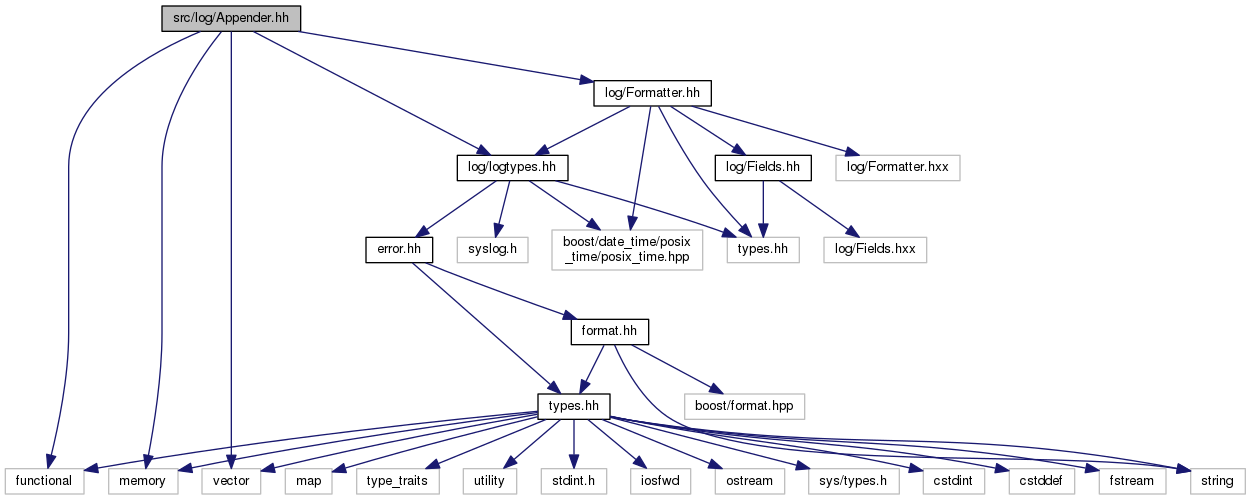 src/log/Appender.hh
log/Formatter.hh
log/logtypes.hh
log/Fields.hh
log/Formatter.hxx
error.hh
syslog.h
boost/date_time/posix
_time/posix_time.hpp
types.hh
log/Fields.hxx
format.hh
types.hh
boost/format.hpp
functional
memory
vector
map
type_traits
utility
stdint.h
iosfwd
ostream
sys/types.h
cstdint
cstddef
fstream
string